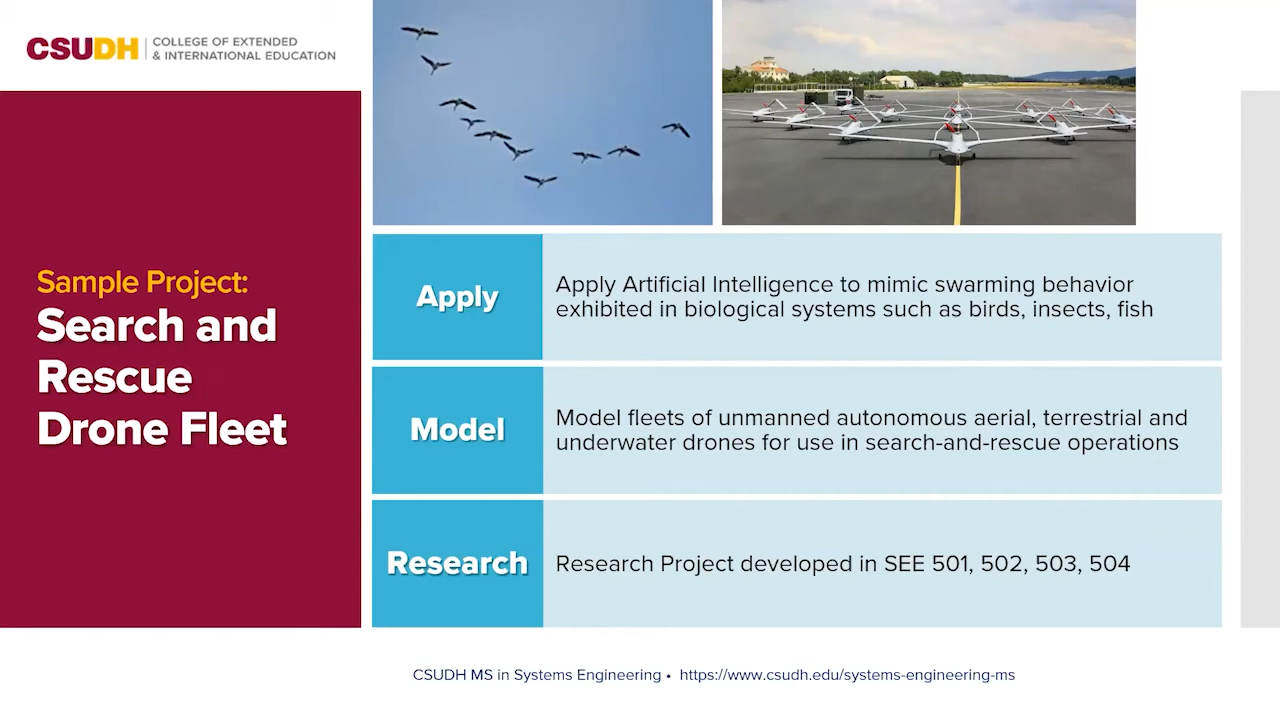 CSUDH
COLLEGE OF EXTENDED
& INTERNATIONAL EDUCATION
Sample Project:
Search and
Rescue
Drone Fleet
Apply
Apply Artificial Intelligence to mimic swarming behavior
exhibited in biological systems such as birds, insects, fish
Model
Model fleets of unmanned autonomous aerial, terrestrial and
underwater drones for use in search-and-rescue operations
Research
Research Project developed in SEE 501, 502, 503, 504
CSUDH MS in Systems Engineering • https://www.csudh.edu/systems-engineering-ms